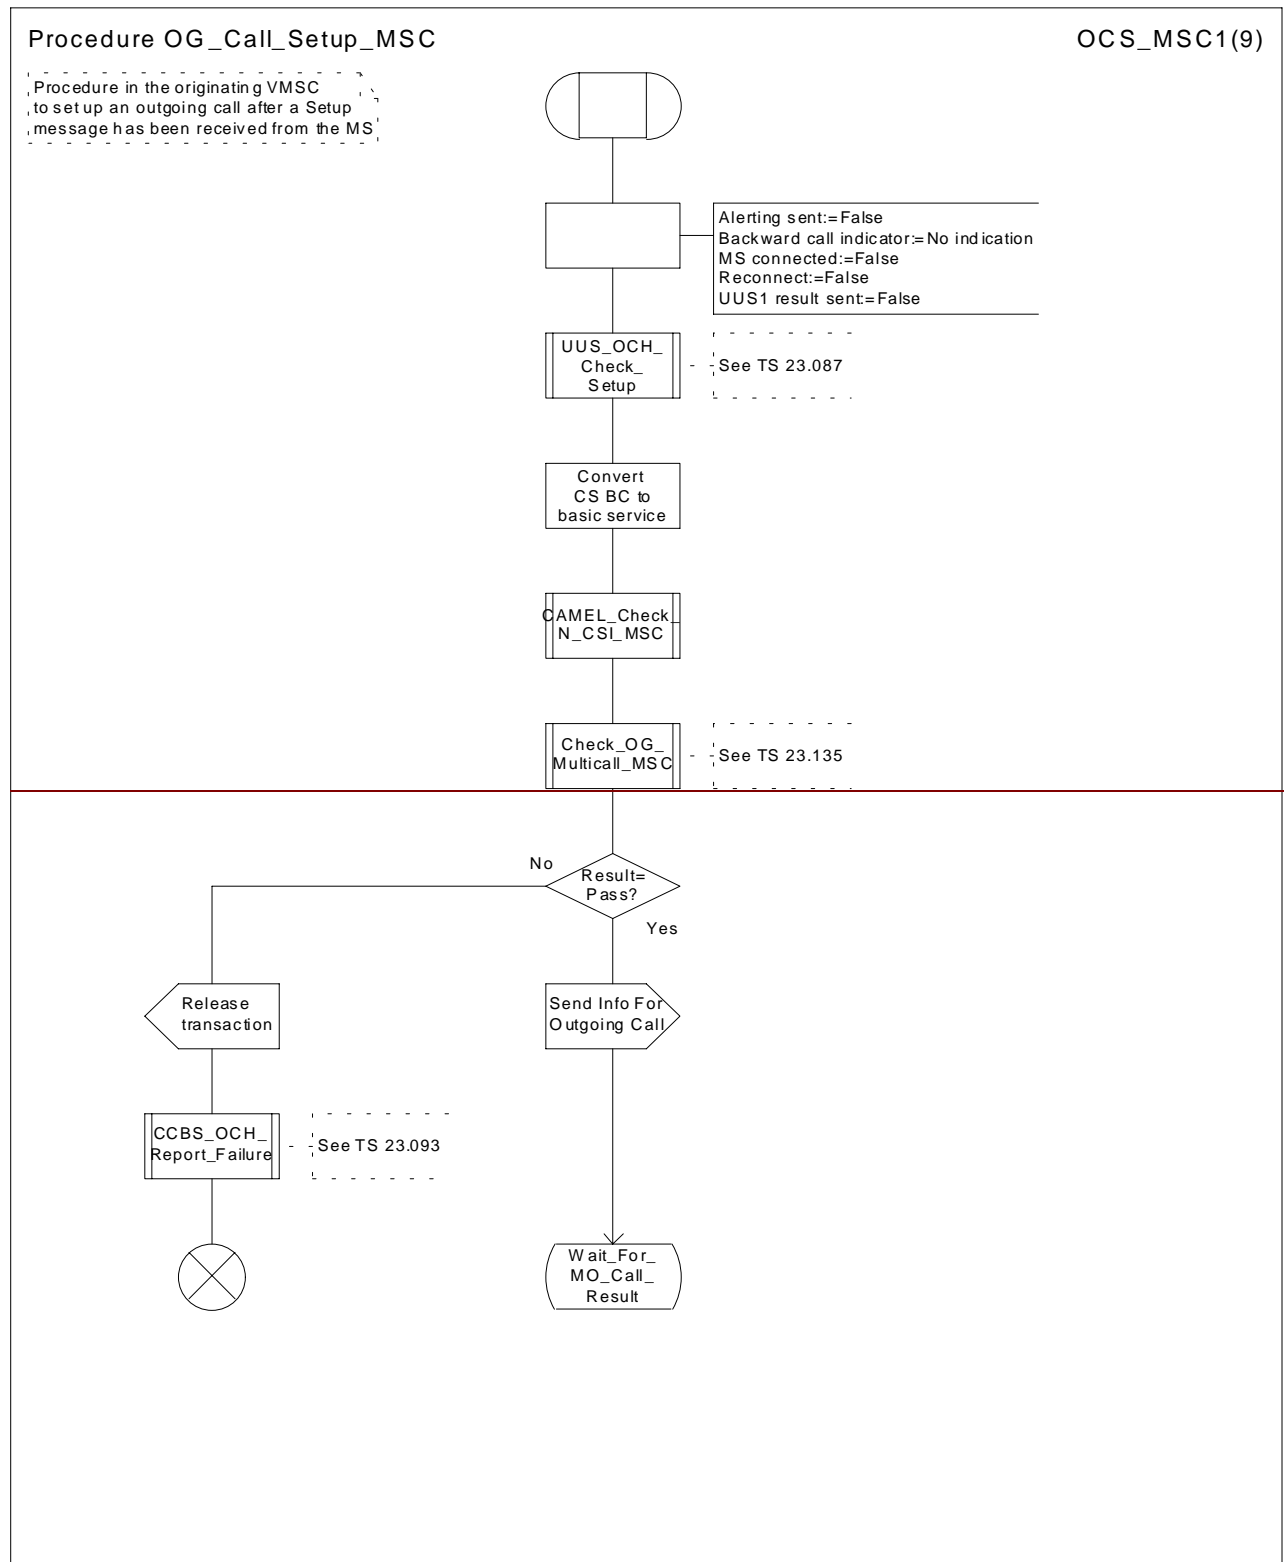 Procedure OG_Call_Setup_MSC
OCS_MSC1(9)
Procedure in the originating VMSC
to set up an outgoing call after a Setup
message has been received from the MS
Alerting sent:=False
Backward call indicator:=No indication
MS connected:=False
Reconnect:=False
UUS1 result sent:=False
UUS_OCH_
Check_
Setup
See TS 23.087
Convert
CS BC to
basic service
CAMEL_Check_
N_CSI_MSC
Check_OG_
Multicall_MSC
See TS 23.135
No
Result=
Pass?
Yes
Release
transaction
Send Info For
Outgoing Call
CCBS_OCH_
Report_Failure
See TS 23.093
Wait_For_
MO_Call_
Result